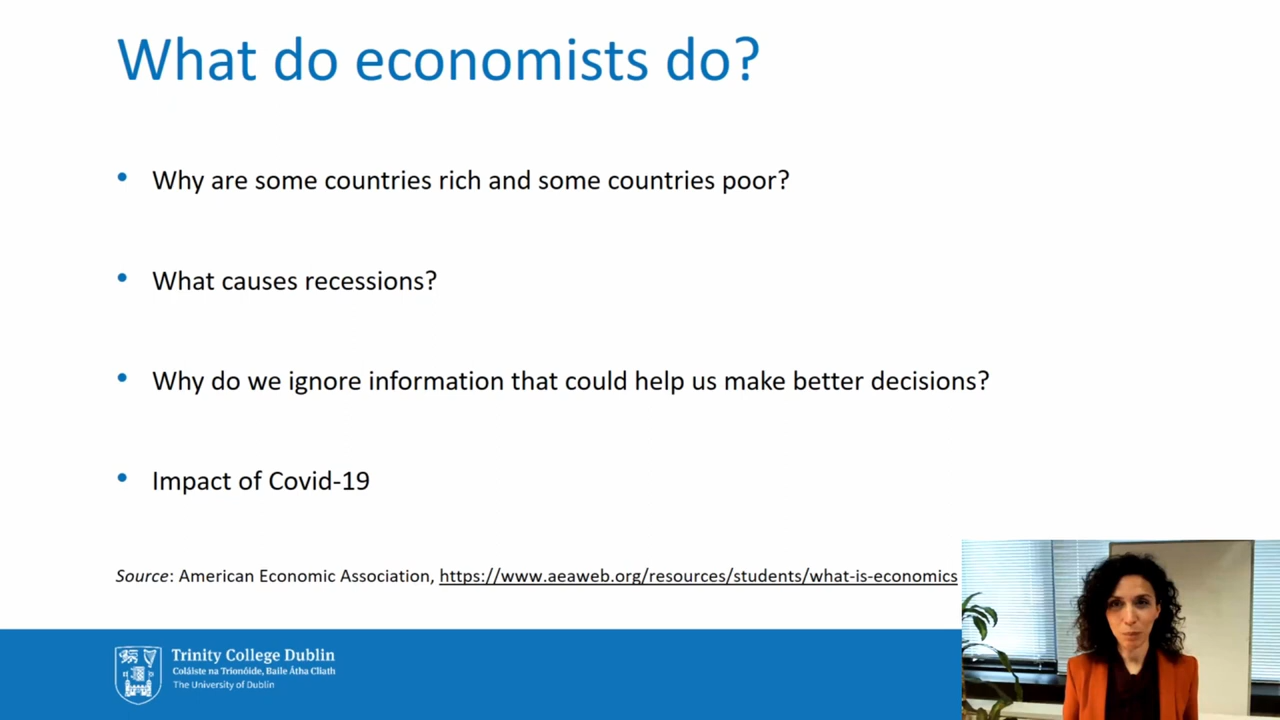 What do economists do?
• Why are some countries rich and some countries poor?
• What causes recessions?
• Why do we ignore information that could help us make better decisions?
• Impact of Covid-19
Source: American Economic Association, https://www.aeaweb.org/resources/students/what-is-economics
Trinity College Dublin
Coláiste na Tríonóide, Baile Átha Cliath
The University of Dublin